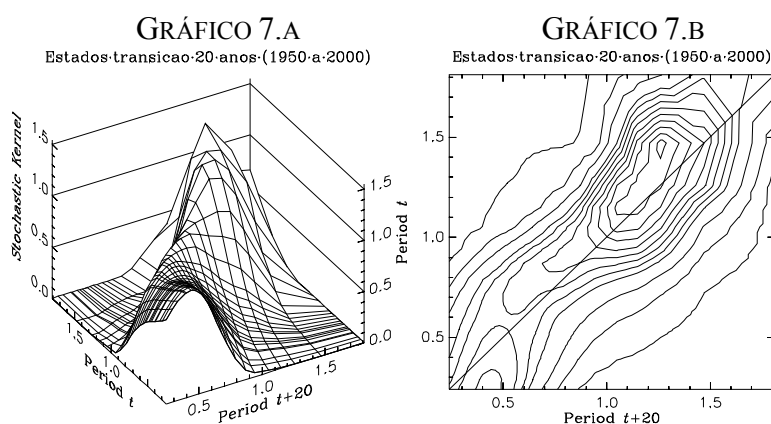 GRÁFICO 7.A
Estados·transicao·20·anos·(1950·a·2000)
Stochastic Kernel
1.5
1.0
0.5
0.0
1.5
1.0
0.5
0.0
1.5
1.0
Period t
0.5
1.0
1.5
Period t+20
GRÁFICO 7.B
Estados·transicao·20·anos·(1950·a·2000)
Period t
1.5
1.0
0.5
0.5
1.0
1.5
Period t+20